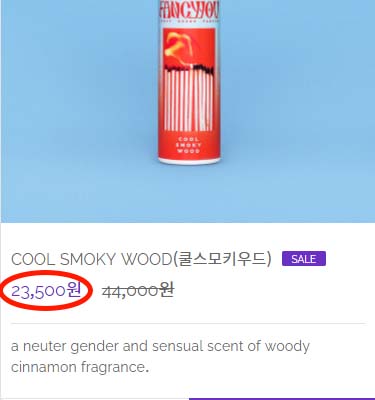 COOL
SMOKY
WOOD
COOL SMOKY WOOD(쿨스모키우드) SALE
23,500원 44,000원
a neuter gender and sensual scent of woody
cinnamon fragrance.